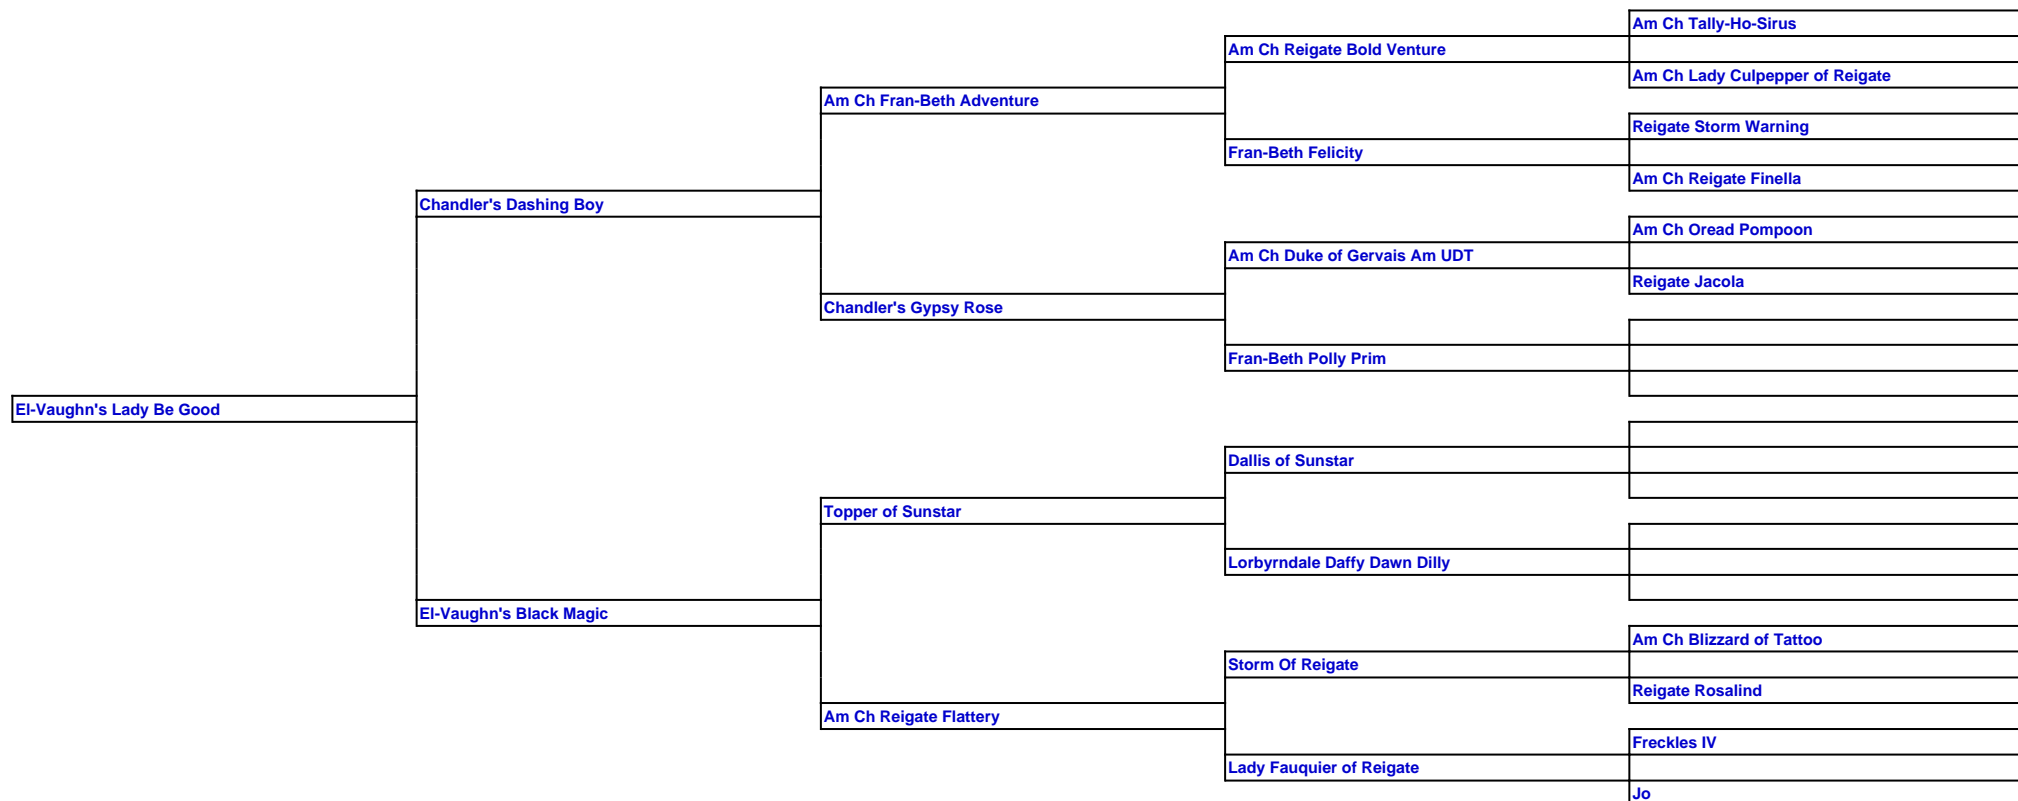 Am Ch Tally-Ho-Sirus
Am Ch Reigate Bold Venture
Am Ch Lady Culpepper of Reigate
Am Ch Fran-Beth Adventure
Reigate Storm Warning
Fran-Beth Felicity
Am Ch Reigate Finella
Chandler's Dashing Boy
Am Ch Oread Pompoon
Am Ch Duke of Gervais Am UDT
Reigate Jacola
Chandler's Gypsy Rose
Fran-Beth Polly Prim
El-Vaughn's Lady Be Good
Dallis of Sunstar
Topper of Sunstar
Lorbyrndale Daffy Dawn Dilly
El-Vaughn's Black Magic
Am Ch Blizzard of Tattoo
Storm Of Reigate
Reigate Rosalind
Am Ch Reigate Flattery
Freckles IV
Lady Fauquier of Reigate
Jo